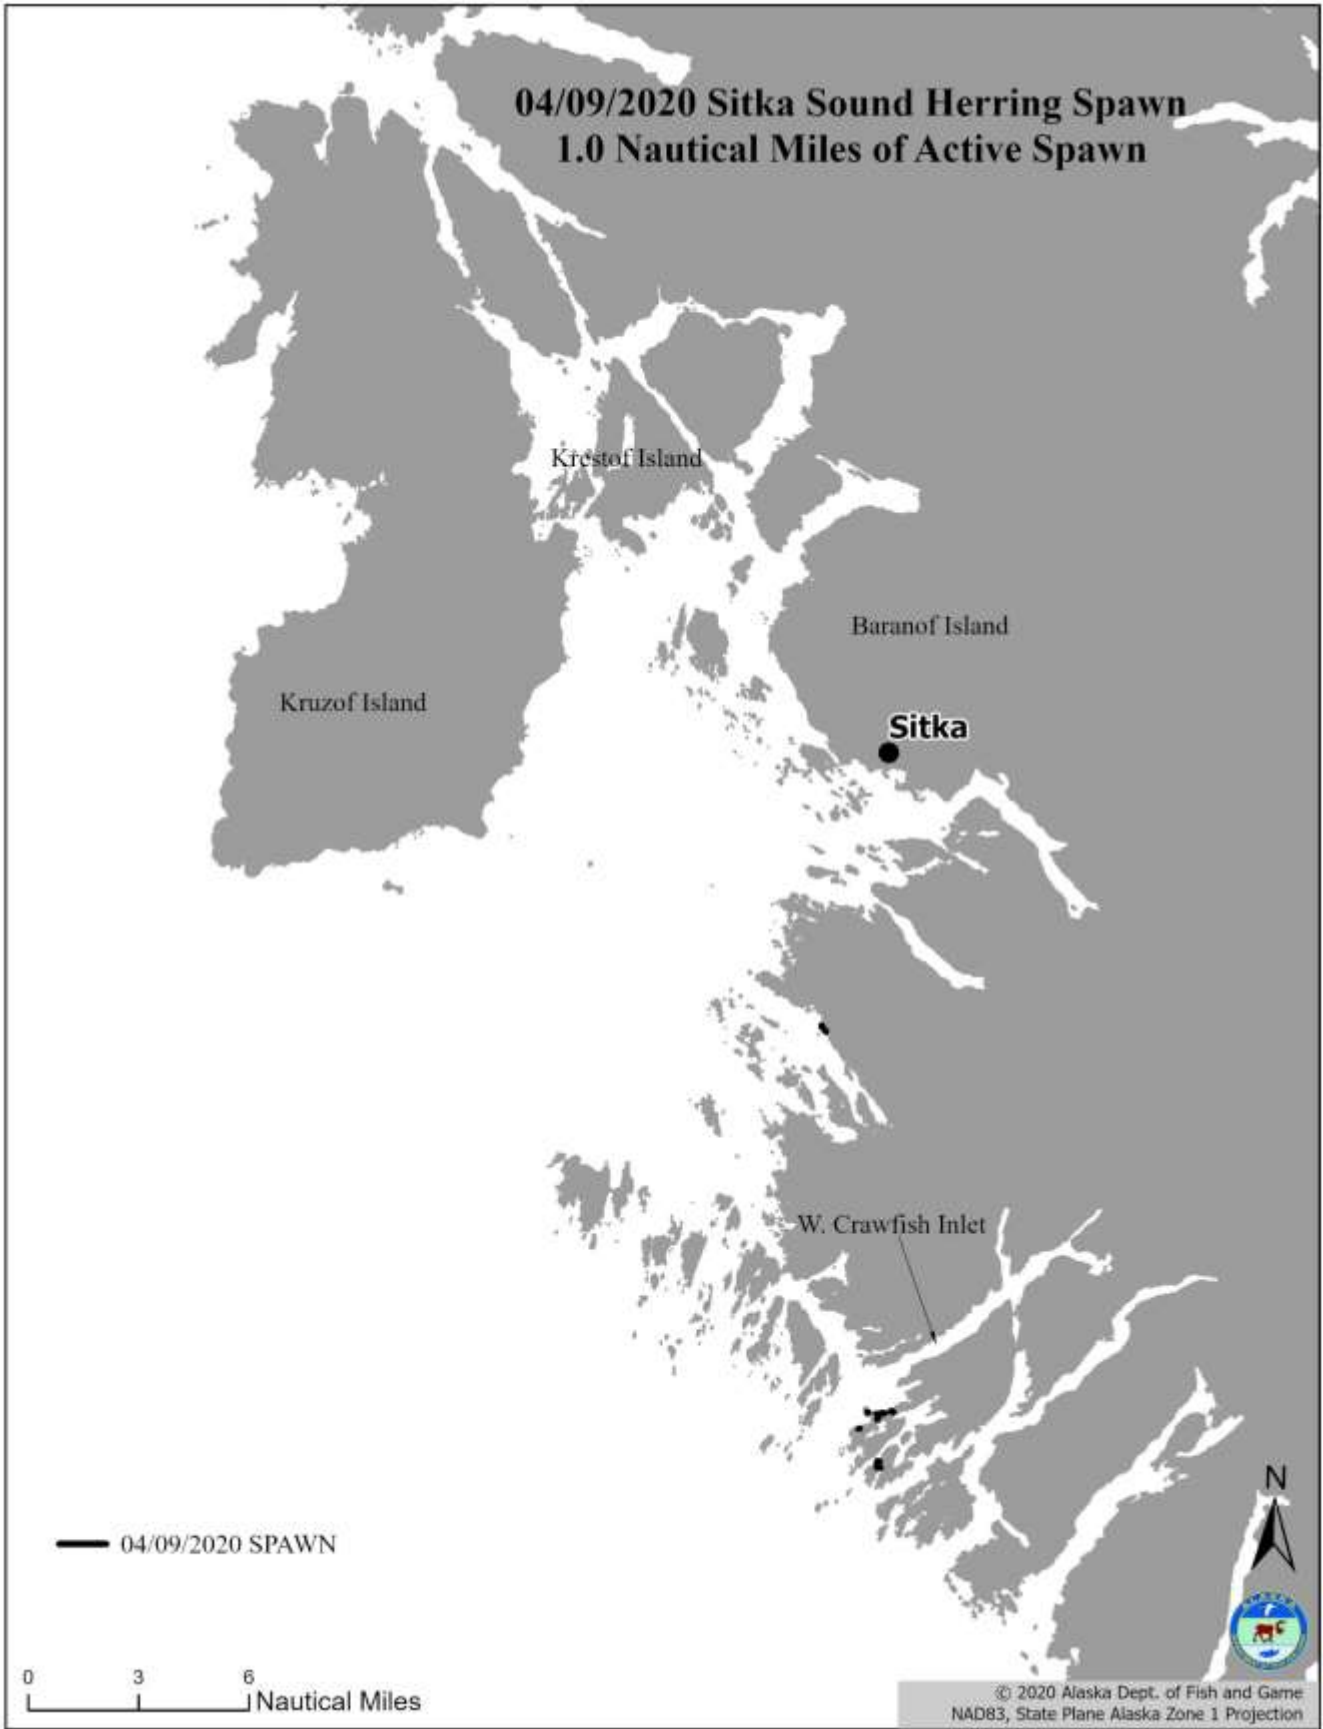 04/09/2020 Sitka Sound Herring Spawn
1.0 Nautical Miles of Active Spawn
Krestof Island
Baranof Island
Kruzof Island
Sitka
W. Crawfish Inlet
N
04/09/2020 SPAWN
ALASKA
0 3 6
Nautical Miles
© 2020 Alaska Dept. of Fish and Game
NAD83, State Plane Alaska Zone 1 Projection